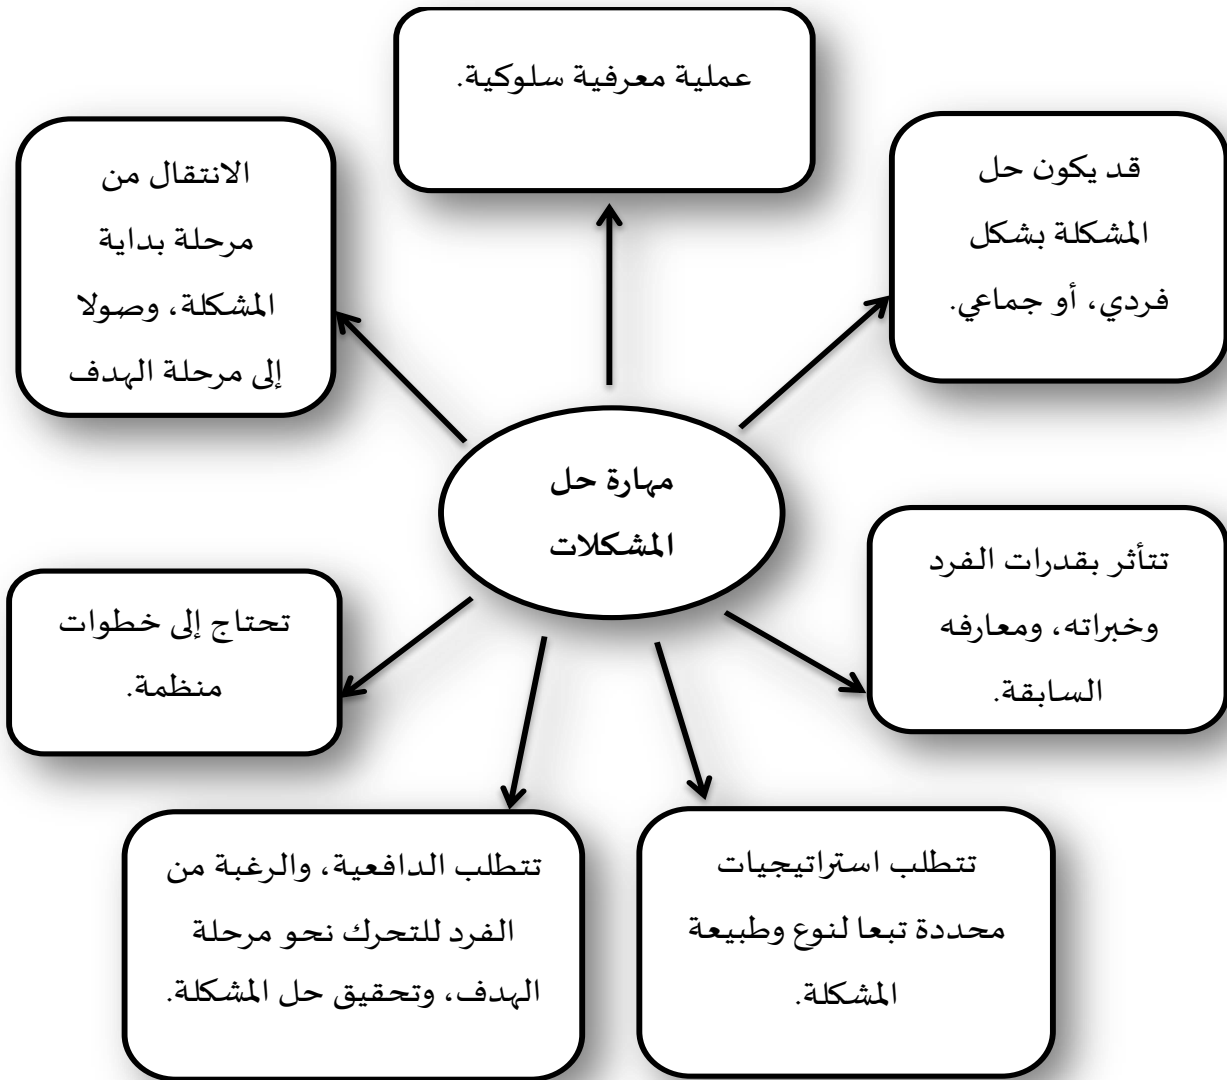 عملية معرفية سلوكية.
قد يكون حل
المشكلة بشكل
فردي، أو جماعي.
الانتقال من
مرحلة بداية
المشكلة، وصولا
إلى مرحلة الهدف
مهارة حل
المشكلات
تتأثر بقدرات الفرد
وخبراته، ومعارفه
السابقة.
تحتاج إلى خطوات
منظمة.
تتطلب استراتيجيات
محددة تبعا لنوع وطبيعة
المشكلة.
تتطلب الدافعية، والرغبة من
الفرد للتحرك نحو مرحلة
الهدف، وتحقيق حل المشكلة.